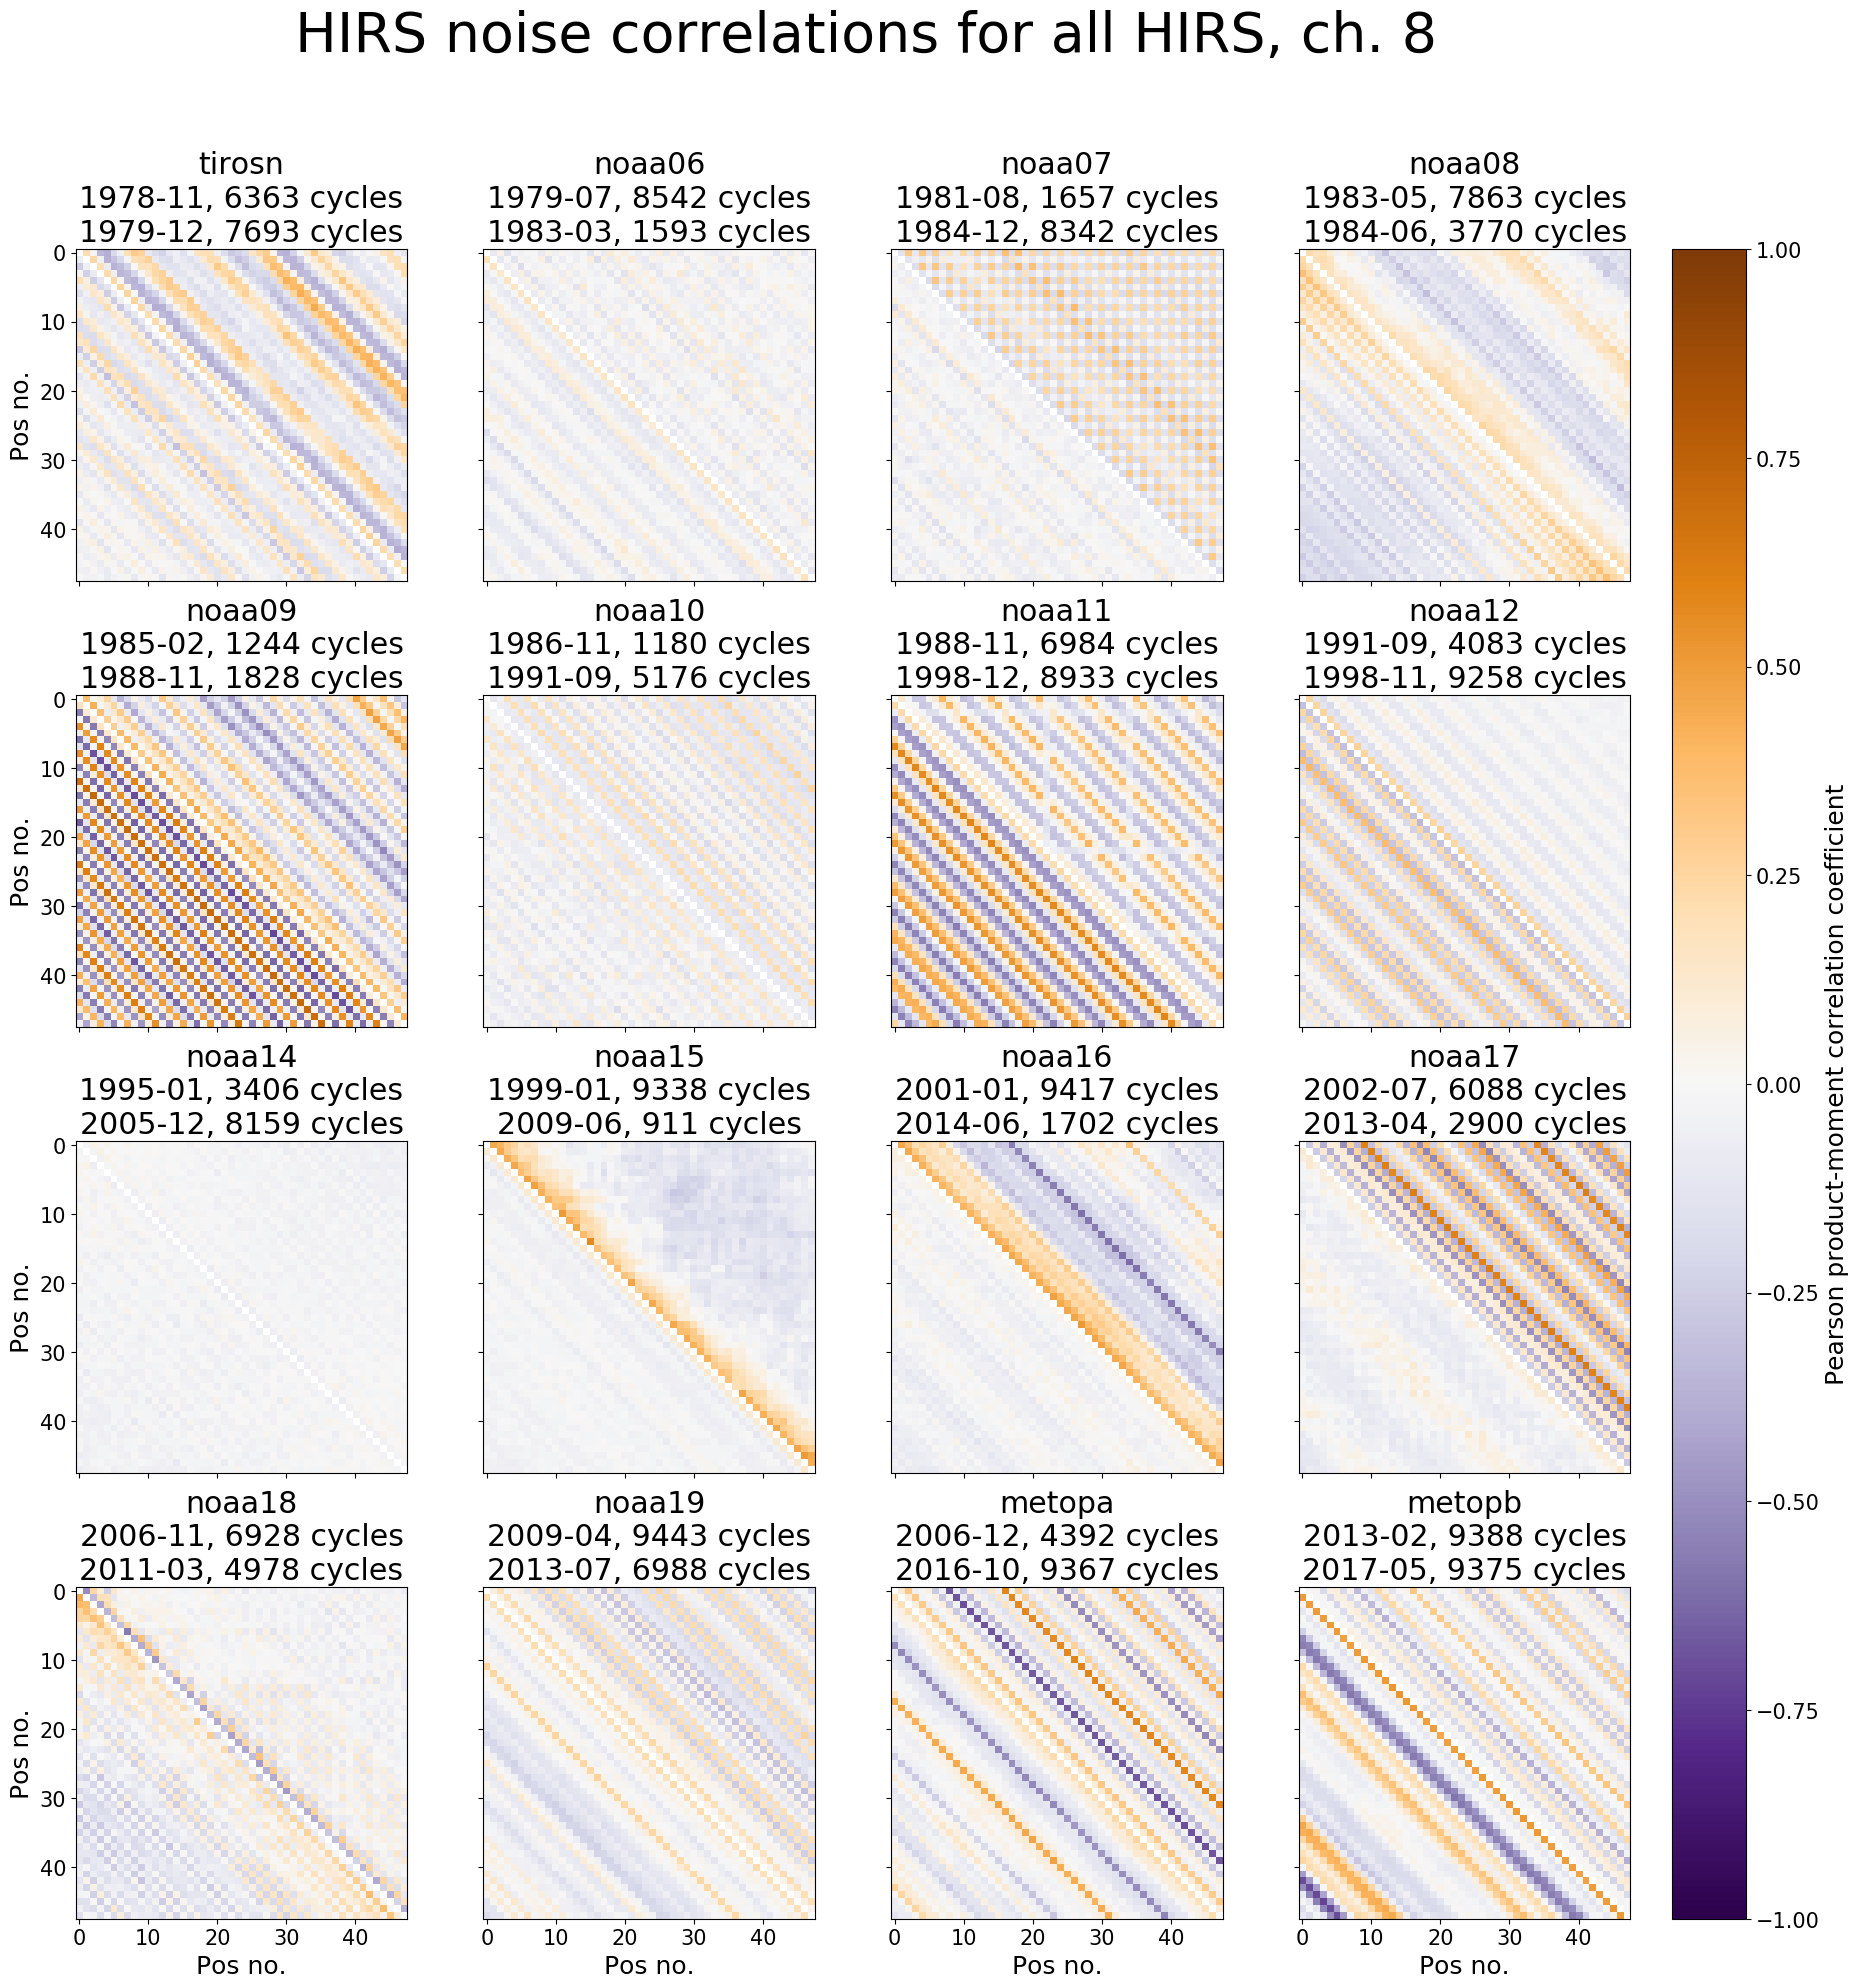 HIRS noise correlations for all HIRS, ch. 8
tirosn
1978-11, 6363 cycles
1979-12, 7693 cycles
noaa06
1979-07, 8542 cycles
1983-03, 1593 cycles
noaa07
1981-08, 1657 cycles
1984-12, 8342 cycles
noaa08
1983-05, 7863 cycles
1984-06, 3770 cycles
0
10
20
30
40
Pos no.
noaa09
1985-02, 1244 cycles
1988-11, 1828 cycles
noaa10
1986-11, 1180 cycles
1991-09, 5176 cycles
noaa11
1988-11, 6984 cycles
1998-12, 8933 cycles
noaa12
1991-09, 4083 cycles
1998-11, 9258 cycles
0
10
20
30
40
Pos no.
noaa14
1995-01, 3406 cycles
2005-12, 8159 cycles
noaa15
1999-01, 9338 cycles
2009-06, 911 cycles
noaa16
2001-01, 9417 cycles
2014-06, 1702 cycles
noaa17
2002-07, 6088 cycles
2013-04, 2900 cycles
0
10
20
30
40
Pos no.
noaa18
2006-11, 6928 cycles
2011-03, 4978 cycles
noaa19
2009-04, 9443 cycles
2013-07, 6988 cycles
metopa
2006-12, 4392 cycles
2016-10, 9367 cycles
metopb
2013-02, 9388 cycles
2017-05, 9375 cycles
0
10
20
30
40
Pos no.
0 10 20 30 40
Pos no.
0 10 20 30 40
Pos no.
0 10 20 30 40
Pos no.
0 10 20 30 40
Pos no.
1.00
0.75
0.50
0.25
0.00
−0.25
−0.50
−0.75
−1.00
Pearson product-moment correlation coefficient